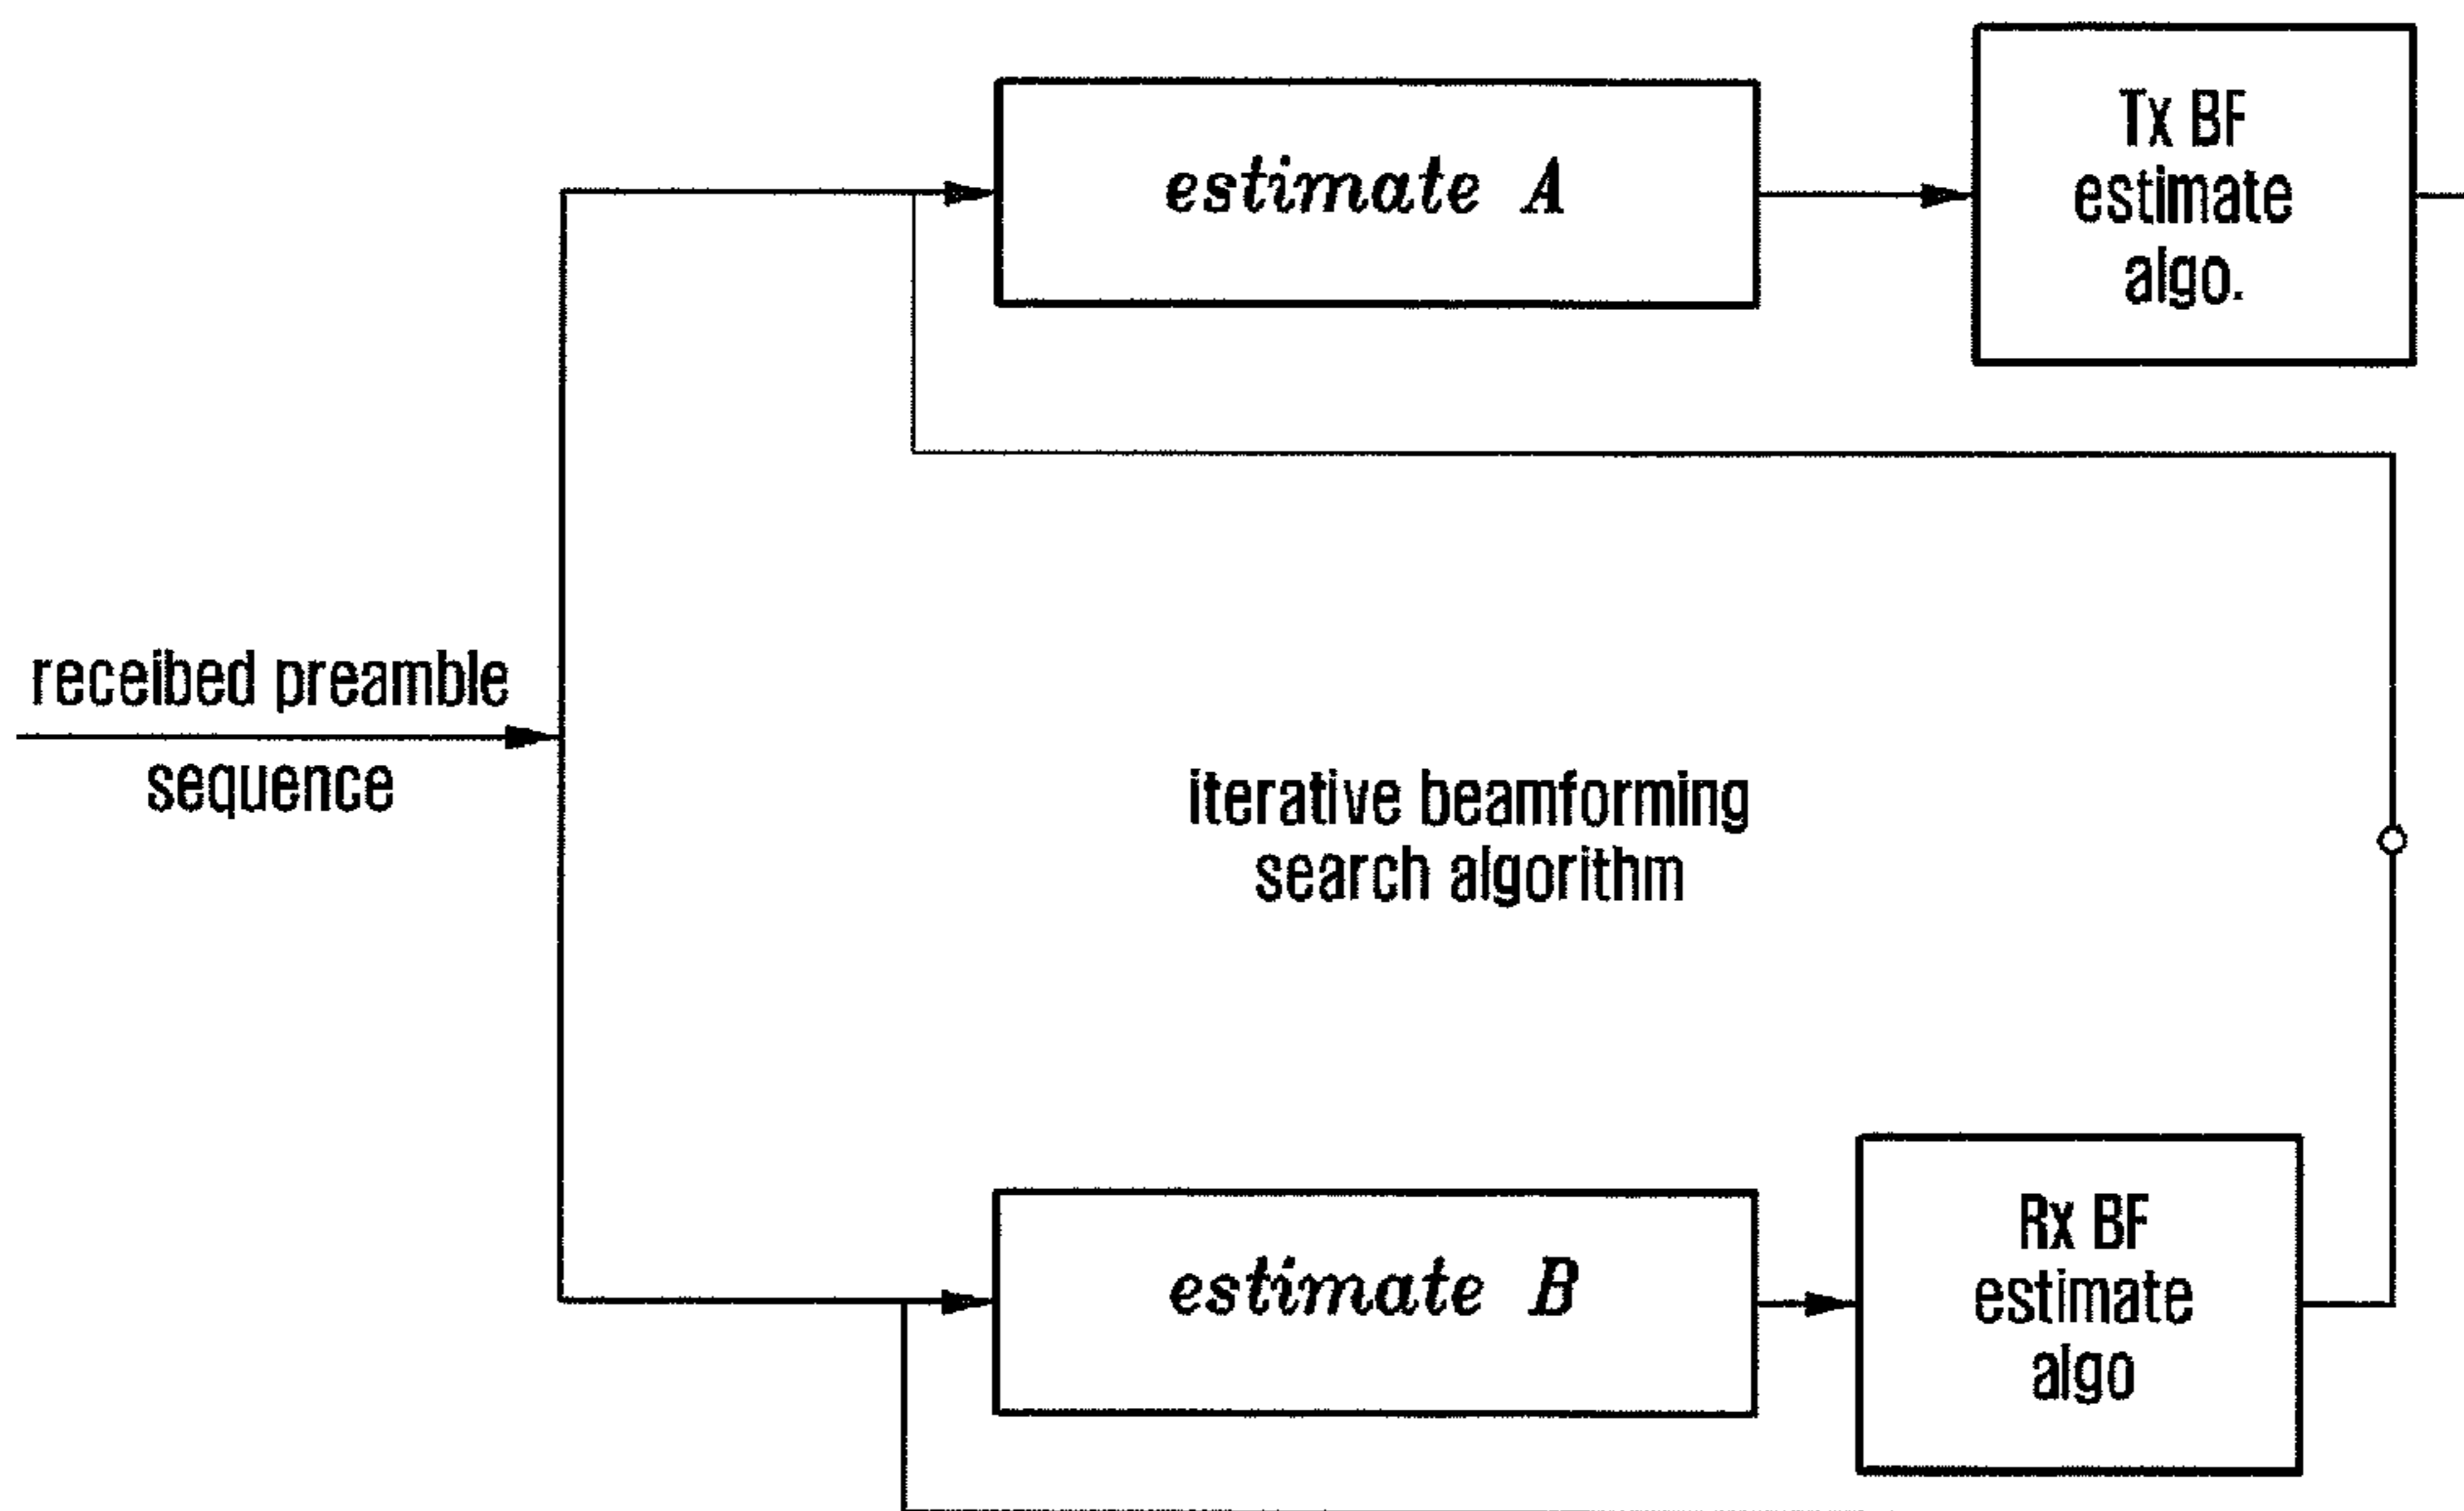 Tx BF
estimate
algo.
estimate A
receibed preamble
sequence
iterative beamforming
search algorithm
Rx BF
estimate
algo
estimate B